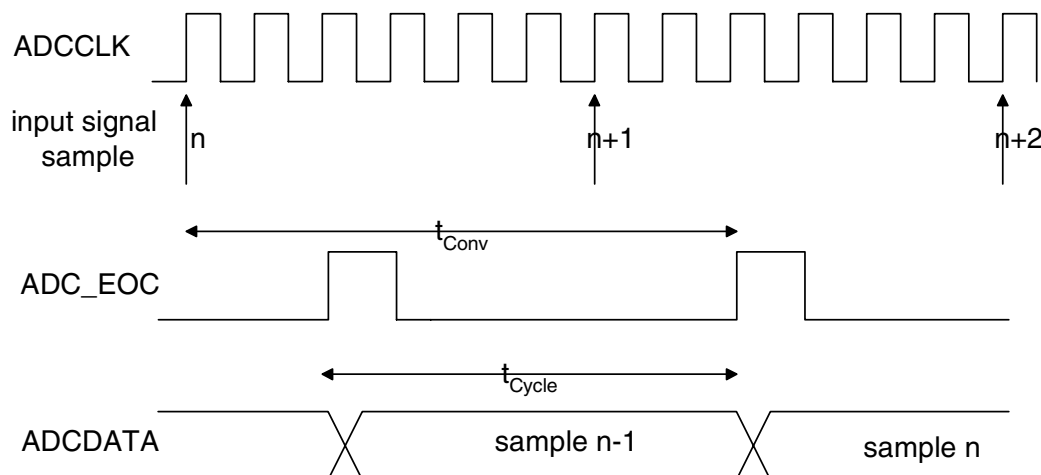 ADCCLK
input signal
sample
n
n+1
n+2
tConv
ADC_EOC
tCycle
ADCDATA
sample n-1
sample n